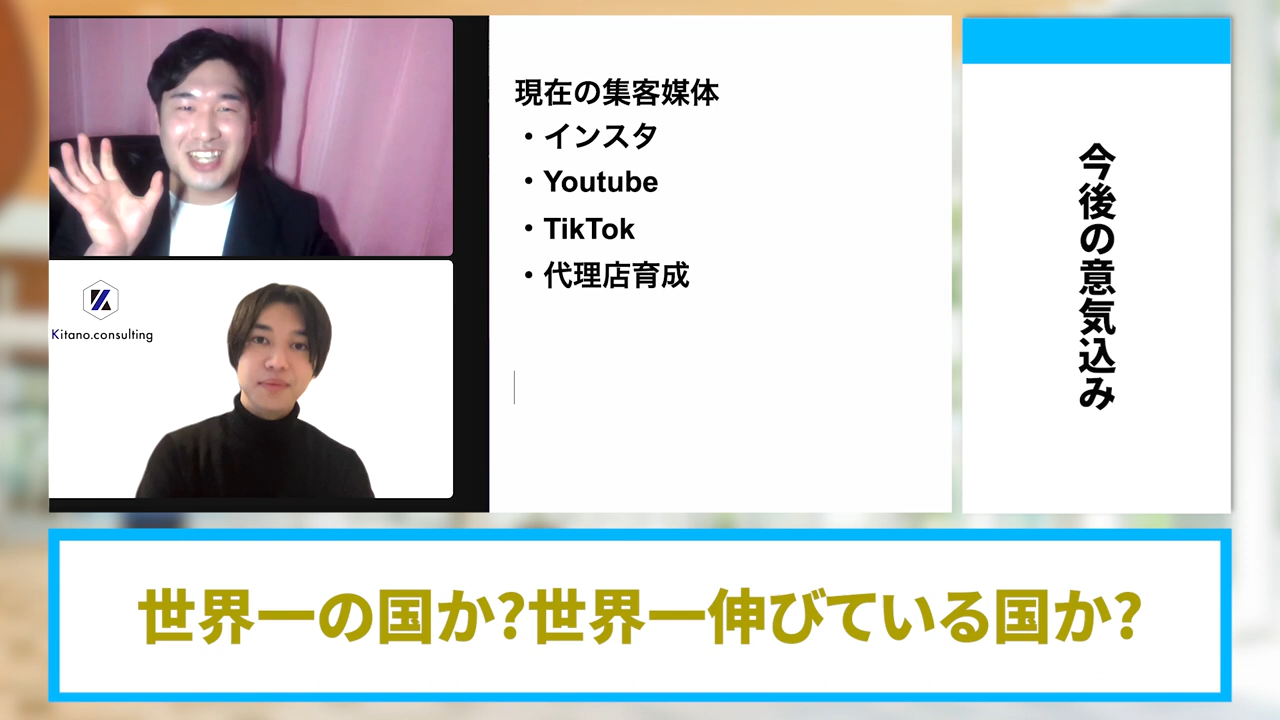 現在の集客媒体
・インスタ
・Youtube
・TikTok
・代理店育成
今後の意気込み
Kitano.consulting
世界一の国か?世界一伸びている国か?